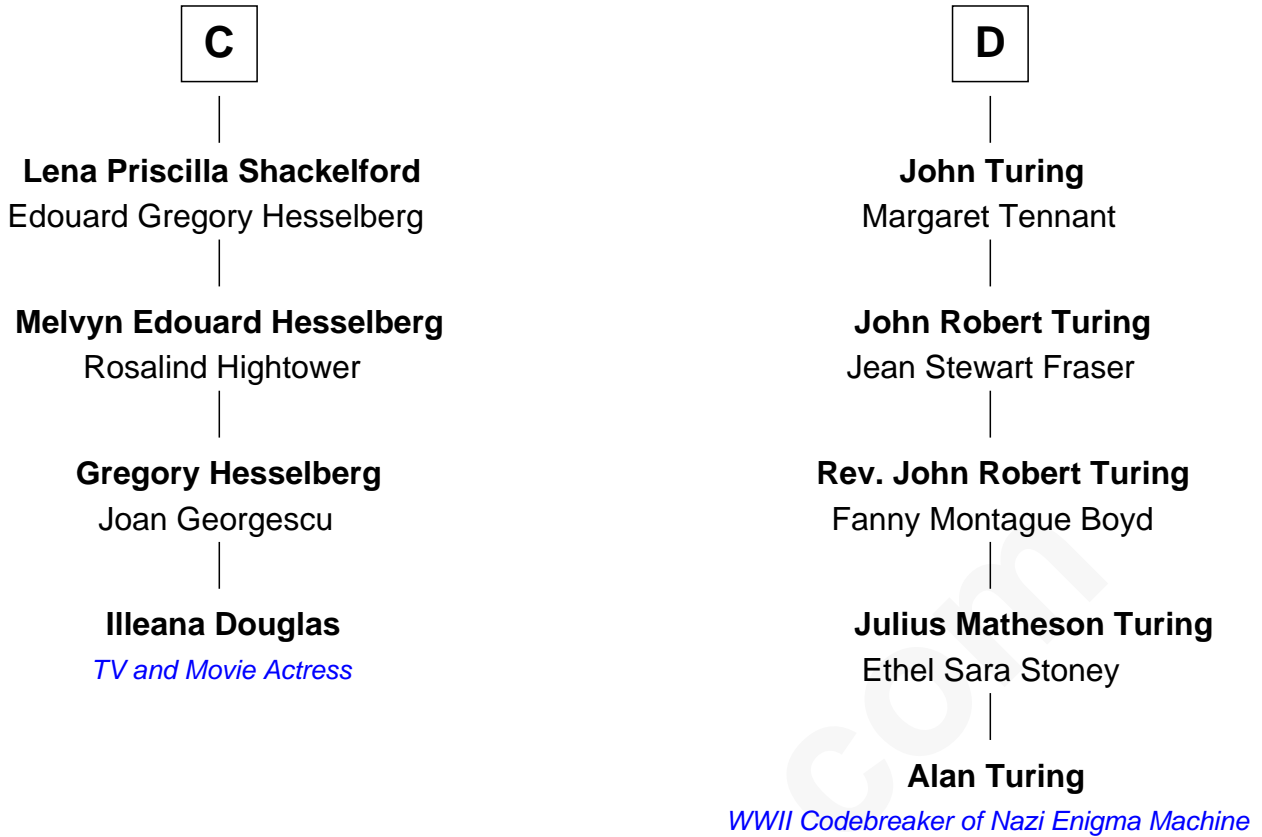 C
Lena Priscilla Shackelford
Edouard Gregory Hesselberg
Melvyn Edouard Hesselberg
Rosalind Hightower
Gregory Hesselberg
Joan Georgescu
Illeana Douglas
TV and Movie Actress
D
John Turing
Margaret Tennant
John Robert Turing
Jean Stewart Fraser
Rev. John Robert Turing
Fanny Montague Boyd
Julius Matheson Turing
Ethel Sara Stoney
Alan Turing
WWII Codebreaker of Nazi Enigma Machine
com